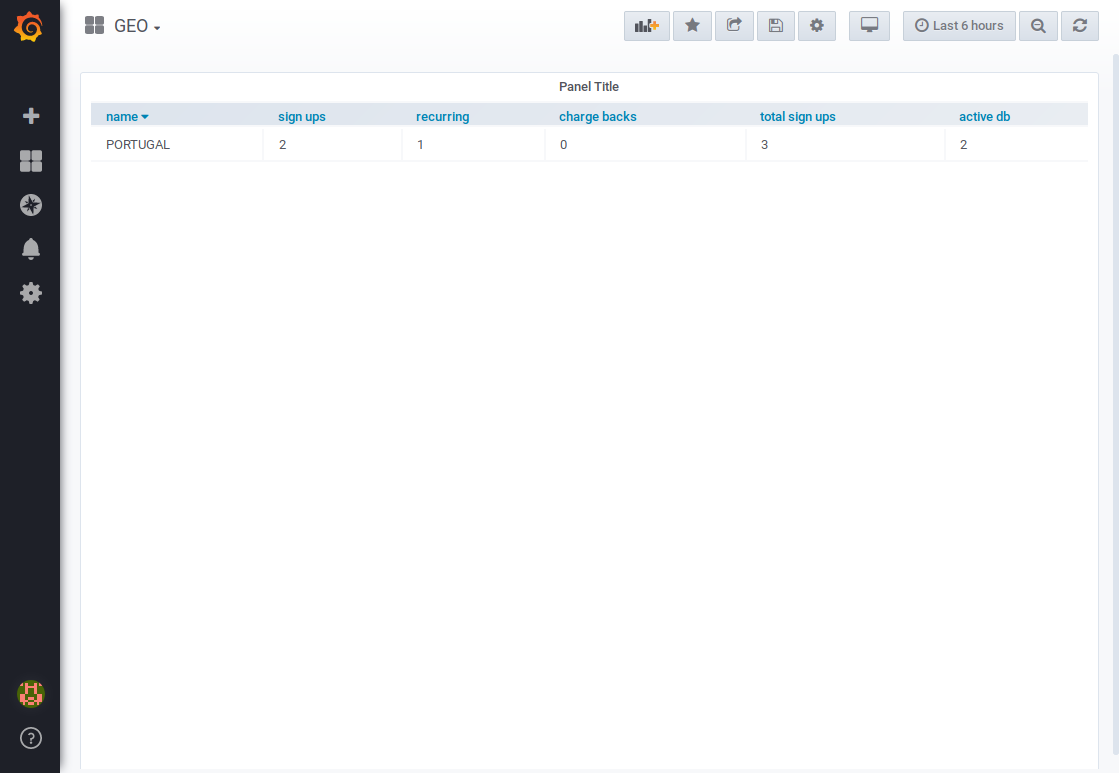 GEO
Last 6 hours
Panel Title
name sign ups recurring charge backs total sign ups active db
PORTUGAL 2 1 0 3 2
?